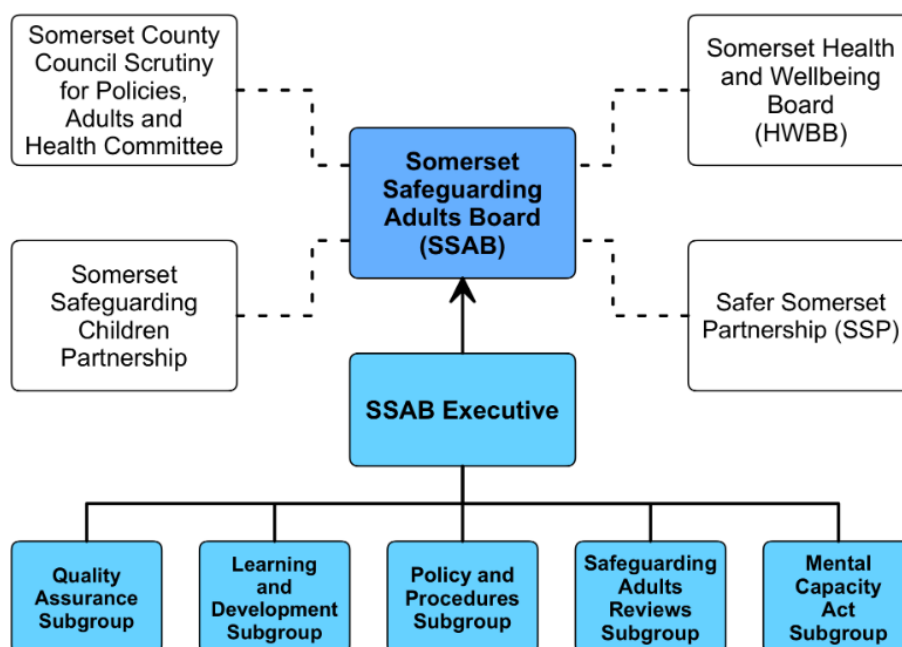 Somerset County
Council Scrutiny
for Policies,
Adults and
Health Committee
Somerset Health
and Wellbeing
Board
(HWBB)
Somerset
Safeguarding
Adults Board
(SSAB)
Somerset
Safeguarding
Children
Partnership
Safer Somerset
Partnership (SSP)
SSAB Executive
Quality
Assurance
Subgroup
Learning
and
Development
Subgroup
Policy and
Procedures
Subgroup
Safeguarding
Adults
Reviews
Subgroup
Mental
Capacity
Act
Subgroup